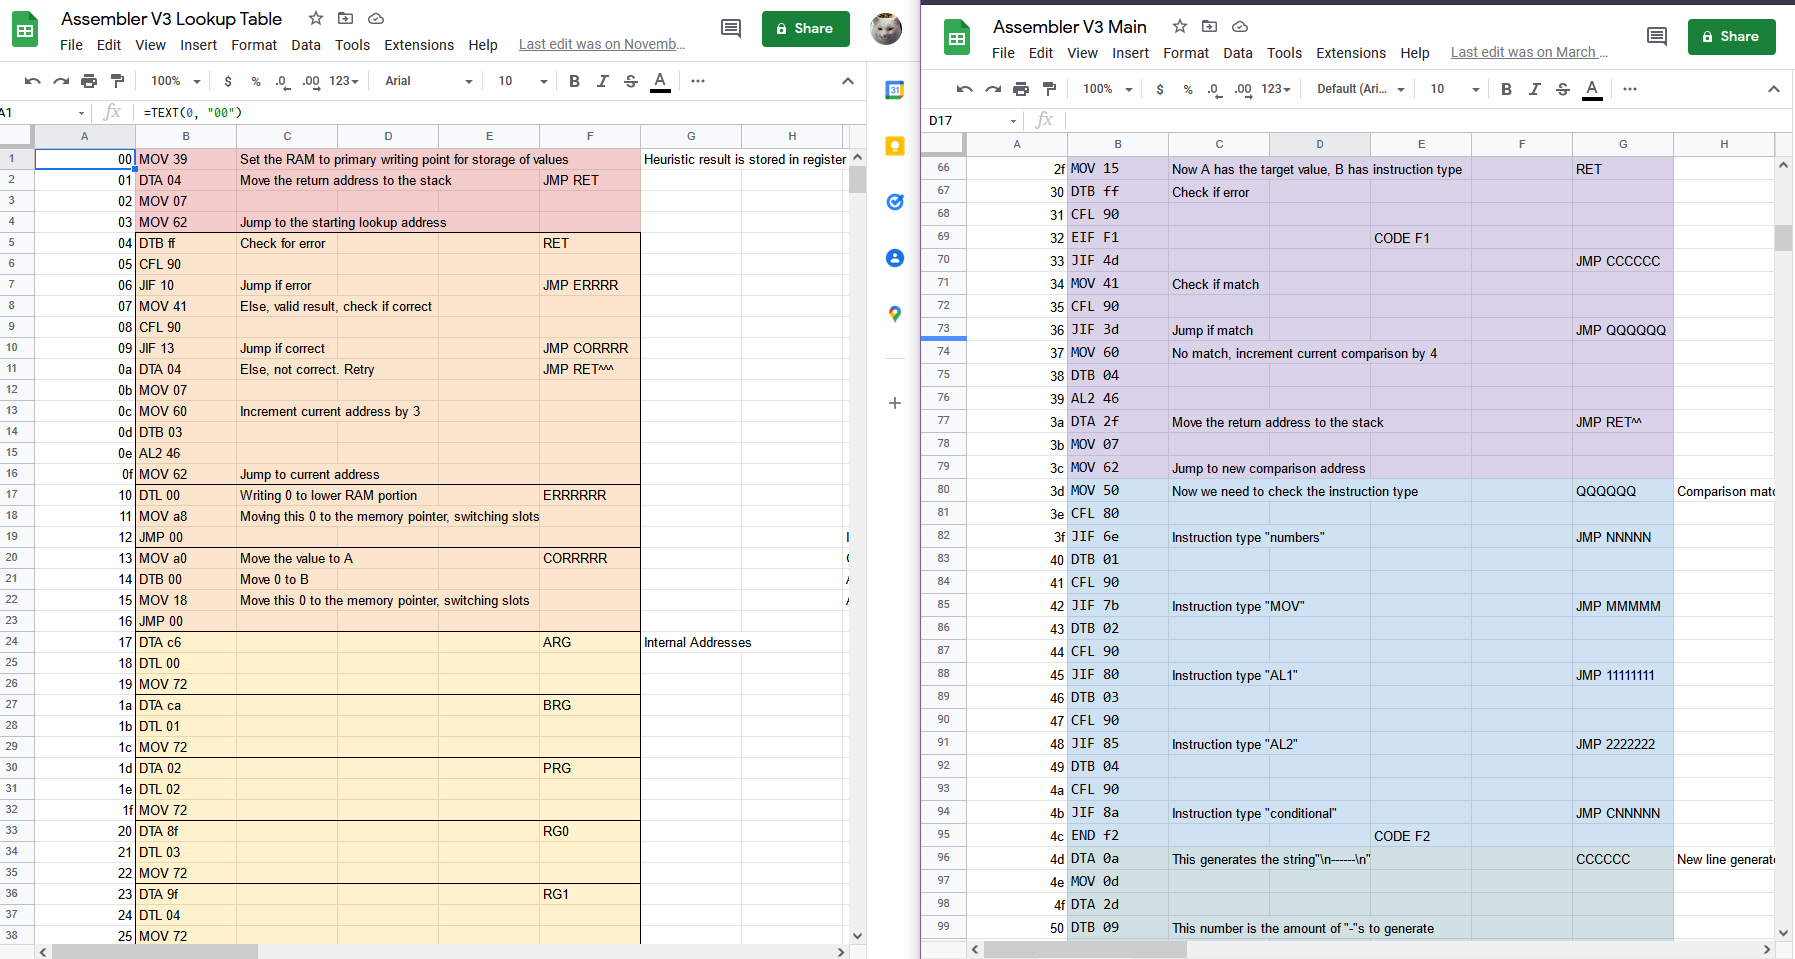 Assembler V3 Lookup Table
File Edit View Insert Format Data Tools Extensions Help Last edit was on Novemb...
Share
100% $ % .0 .00 123 Arial 10 B I S A
A1 fx =TEXT(0, "00")
A B C D E F G H
1 00 MOV 39 Set the RAM to primary writing point for storage of values Heuristic result is stored in register
2 01 DTA 04 Move the return address to the stack JMP RET
3 02 MOV 07
4 03 MOV 62 Jump to the starting lookup address
5 04 DTB ff Check for error RET
6 05 CFL 90
7 06 JIF 10 Jump if error JMP ERRRR
8 07 MOV 41 Else, valid result, check if correct
9 08 CFL 90
10 09 JIF 13 Jump if correct JMP CORRRR
11 0a DTA 04 Else, not correct. Retry JMP RET^^^
12 0b MOV 07
13 0c MOV 60 Increment current address by 3
14 0d DTB 03
15 0e AL2 46
16 0f MOV 62 Jump to current address
17 10 DTL 00 Writing 0 to lower RAM portion ERRRRRR
18 11 MOV a8 Moving this 0 to the memory pointer, switching slots
19 12 JMP 00
20 13 MOV a0 Move the value to A CORRRRR
21 14 DTB 00 Move 0 to B
22 15 MOV 18 Move this 0 to the memory pointer, switching slots
23 16 JMP 00
24 17 DTA c6 ARG Internal Addresses
25 18 DTL 00
26 19 MOV 72
27 1a DTA ca BRG
28 1b DTL 01
29 1c MOV 72
30 1d DTA 02 PRG
31 1e DTL 02
32 1f MOV 72
33 20 DTA 8f RG0
34 21 DTL 03
35 22 MOV 72
36 23 DTA 9f RG1
37 24 DTL 04
38 25 MOV 72
31
Assembler V3 Main
File Edit View Insert Format Data Tools Extensions Help Last edit was on March ...
Share
100% $ % .0 .00 123 Default (Ari... 10 B I S A
D17 fx
A B C D E F G H
66 2f MOV 15 Now A has the target value, B has instruction type RET
67 30 DTB ff Check if error
68 31 CFL 90
69 32 EIF F1 CODE F1
70 33 JIF 4d JMP CCCCCC
71 34 MOV 41 Check if match
72 35 CFL 90
73 36 JIF 3d Jump if match JMP QQQQQQ
74 37 MOV 60 No match, increment current comparison by 4
75 38 DTB 04
76 39 AL2 46
77 3a DTA 2f Move the return address to the stack JMP RET^^
78 3b MOV 07
79 3c MOV 62 Jump to new comparison address
80 3d MOV 50 Now we need to check the instruction type QQQQQQ Comparison
81 3e CFL 80
82 3f JIF 6e Instruction type "numbers" JMP NNNNN
83 40 DTB 01
84 41 CFL 90
85 42 JIF 7b Instruction type "MOV" JMP MMMMM
86 43 DTB 02
87 44 CFL 90
88 45 JIF 80 Instruction type "AL1" JMP 11111111
89 46 DTB 03
90 47 CFL 90
91 48 JIF 85 Instruction type "AL2" JMP 2222222
92 49 DTB 04
93 4a CFL 90
94 4b JIF 8a Instruction type "conditional" JMP CNNNNN
95 4c END f2 CODE F2
96 4d DTA 0a This generates the string"\n------\n" CCCCCC New line
97 4e MOV 0d
98 4f DTA 2d
99 50 DTB 09 This number is the amount of "-"s to generate